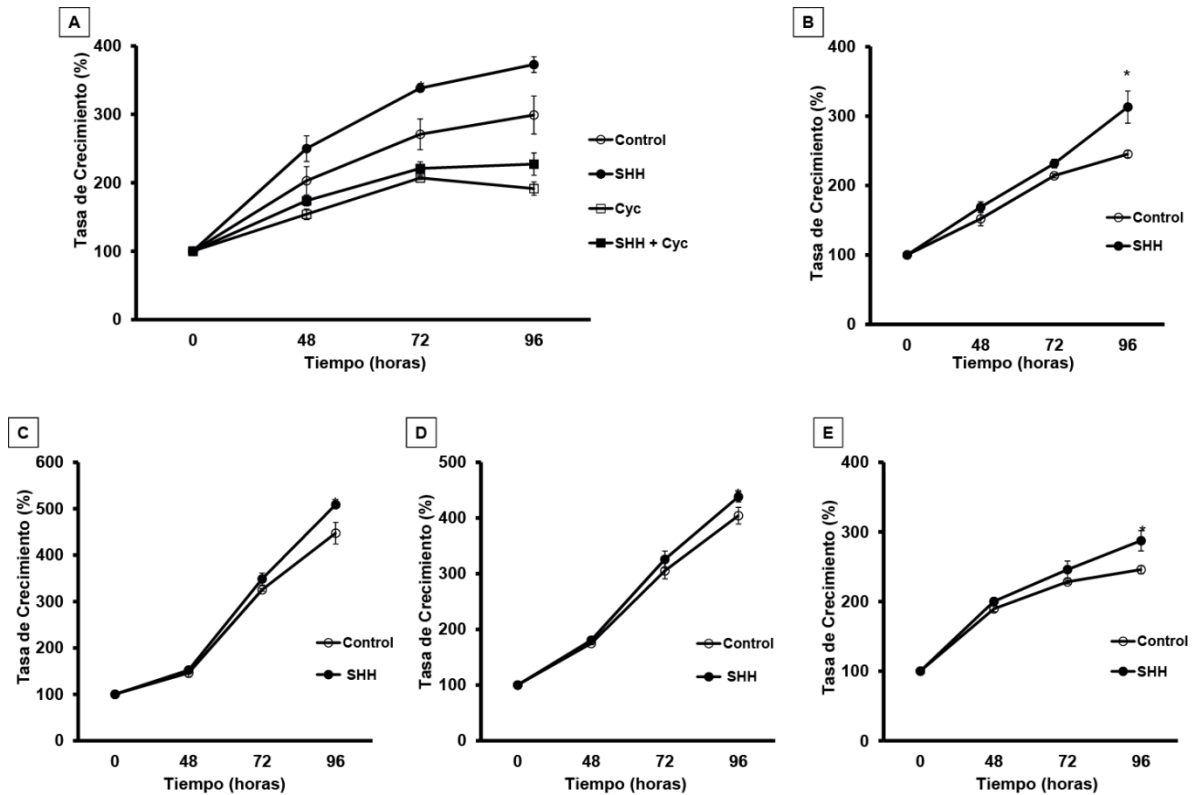 A
Tasa de Crecimiento (%)
400
300
200
100
0
0 48 72 96
Tiempo (horas)
Control
SHH
Cyc
SHH + Cyc
B
Tasa de Crecimiento (%)
400
300
200
100
0
*
Control
SHH
0 48 72 96
Tiempo (horas)
C
Tasa de Crecimiento (%)
600
500
400
300
200
100
0
*
Control
SHH
0 48 72 96
Tiempo (horas)
D
Tasa de Crecimiento (%)
500
400
300
200
100
0
*
Control
SHH
0 48 72 96
Tiempo (horas)
E
Tasa de Crecimiento (%)
400
300
200
100
0
*
Control
SHH
0 48 72 96
Tiempo (horas)